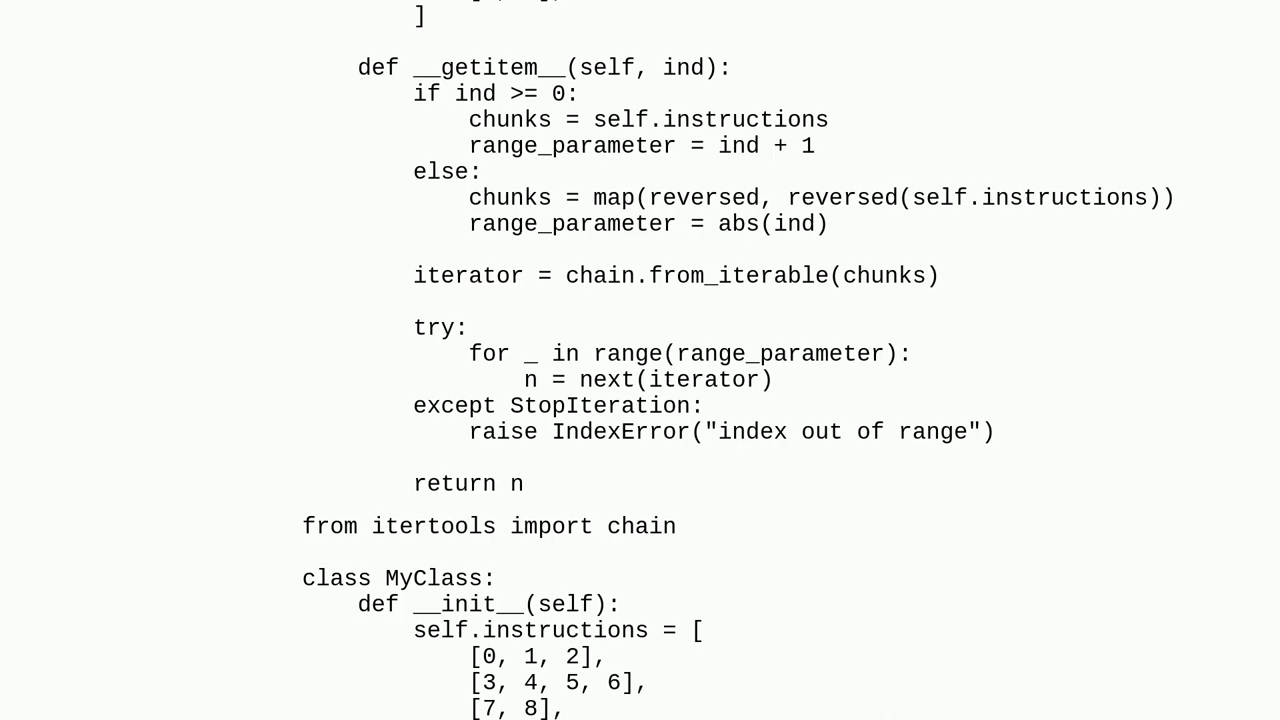 ]
def __getitem__(self, ind):
if ind >= 0:
chunks = self.instructions
range_parameter = ind + 1
else:
chunks = map(reversed, reversed(self.instructions))
range_parameter = abs(ind)
iterator = chain.from_iterable(chunks)
try:
for _ in range(range_parameter):
n = next(iterator)
except StopIteration:
raise IndexError("index out of range")
return n
from itertools import chain
class MyClass:
def __init__(self):
self.instructions = [
[0, 1, 2],
[3, 4, 5, 6],
[7, 8],